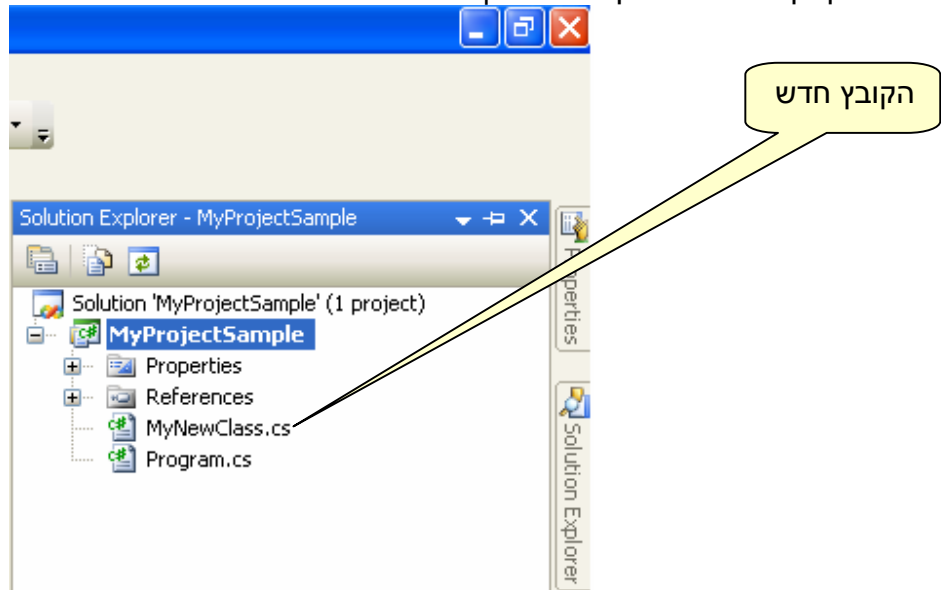 הקובץ חדש
Solution Explorer - MyProjectSample
Properties
Solution 'MyProjectSample' (1 project)
MyProjectSample
Properties
References
MyNewClass.cs
Program.cs
Solution Explorer